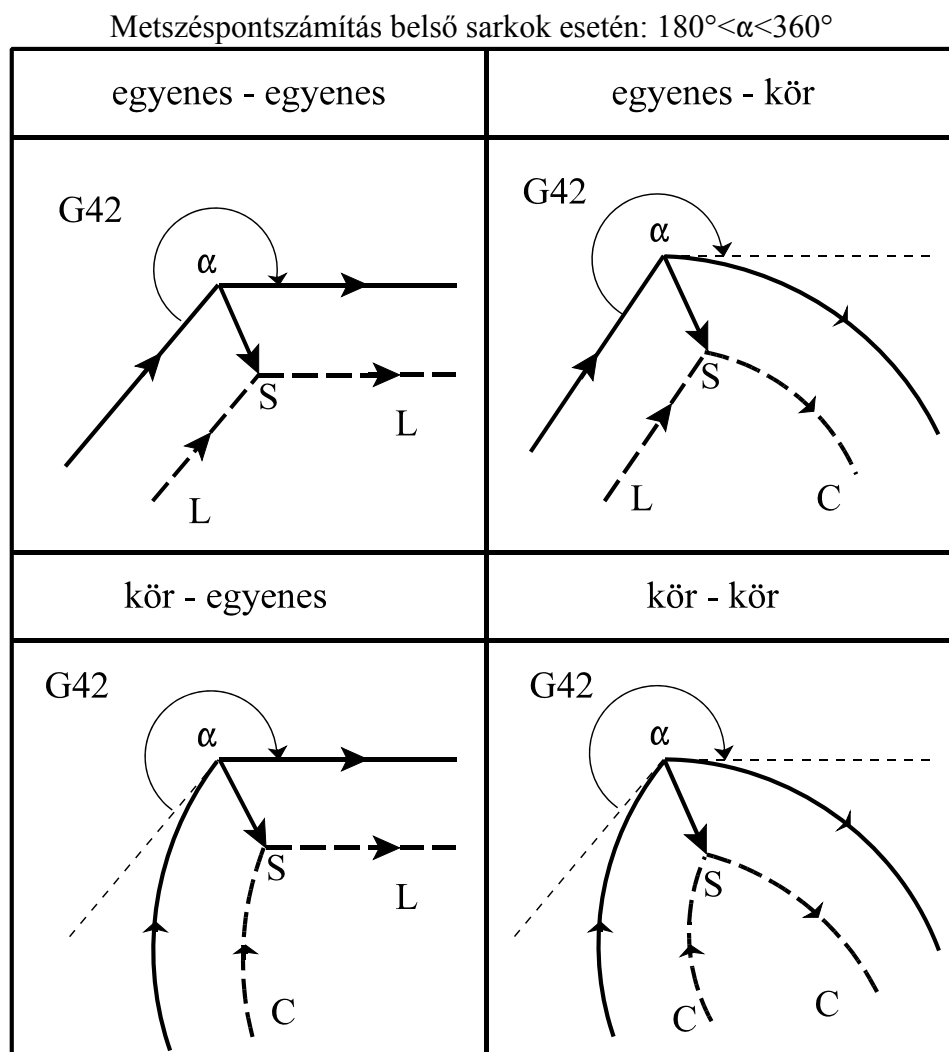 Metszéspontszámítás belső sarkok esetén: 180°<α<360°
egyenes - egyenes
egyenes - kör
G42
α
S
L
L
G42
α
S
L
C
kör - egyenes
kör - kör
G42
α
S
L
C
G42
α
S
C
C